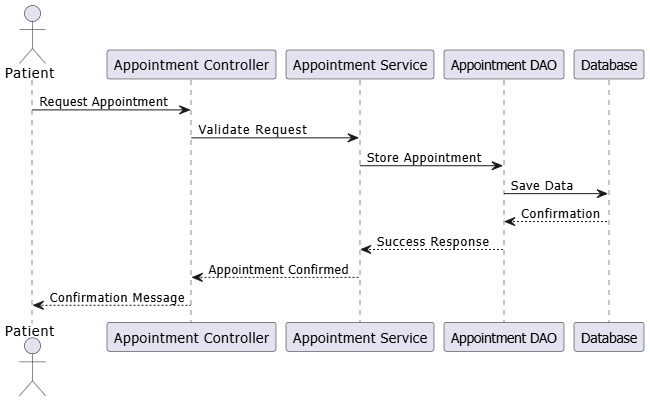 Patient
Appointment Controller
Appointment Service
Appointment DAO
Database
Request Appointment
Validate Request
Store Appointment
Save Data
Confirmation
Success Response
Appointment Confirmed
Confirmation Message
Patient
Appointment Controller
Appointment Service
Appointment DAO
Database